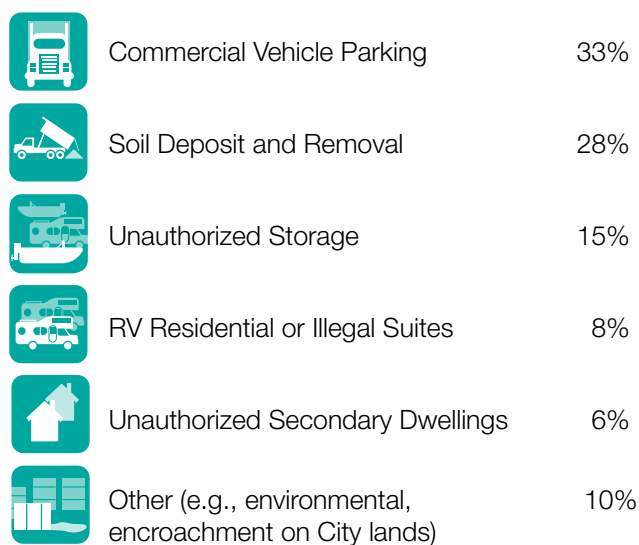 Commercial Vehicle Parking 33%
Soil Deposit and Removal 28%
Unauthorized Storage 15%
RV Residential or Illegal Suites 8%
Unauthorized Secondary Dwellings 6%
Other (e.g., environmental, 10%
encroachment on City lands)